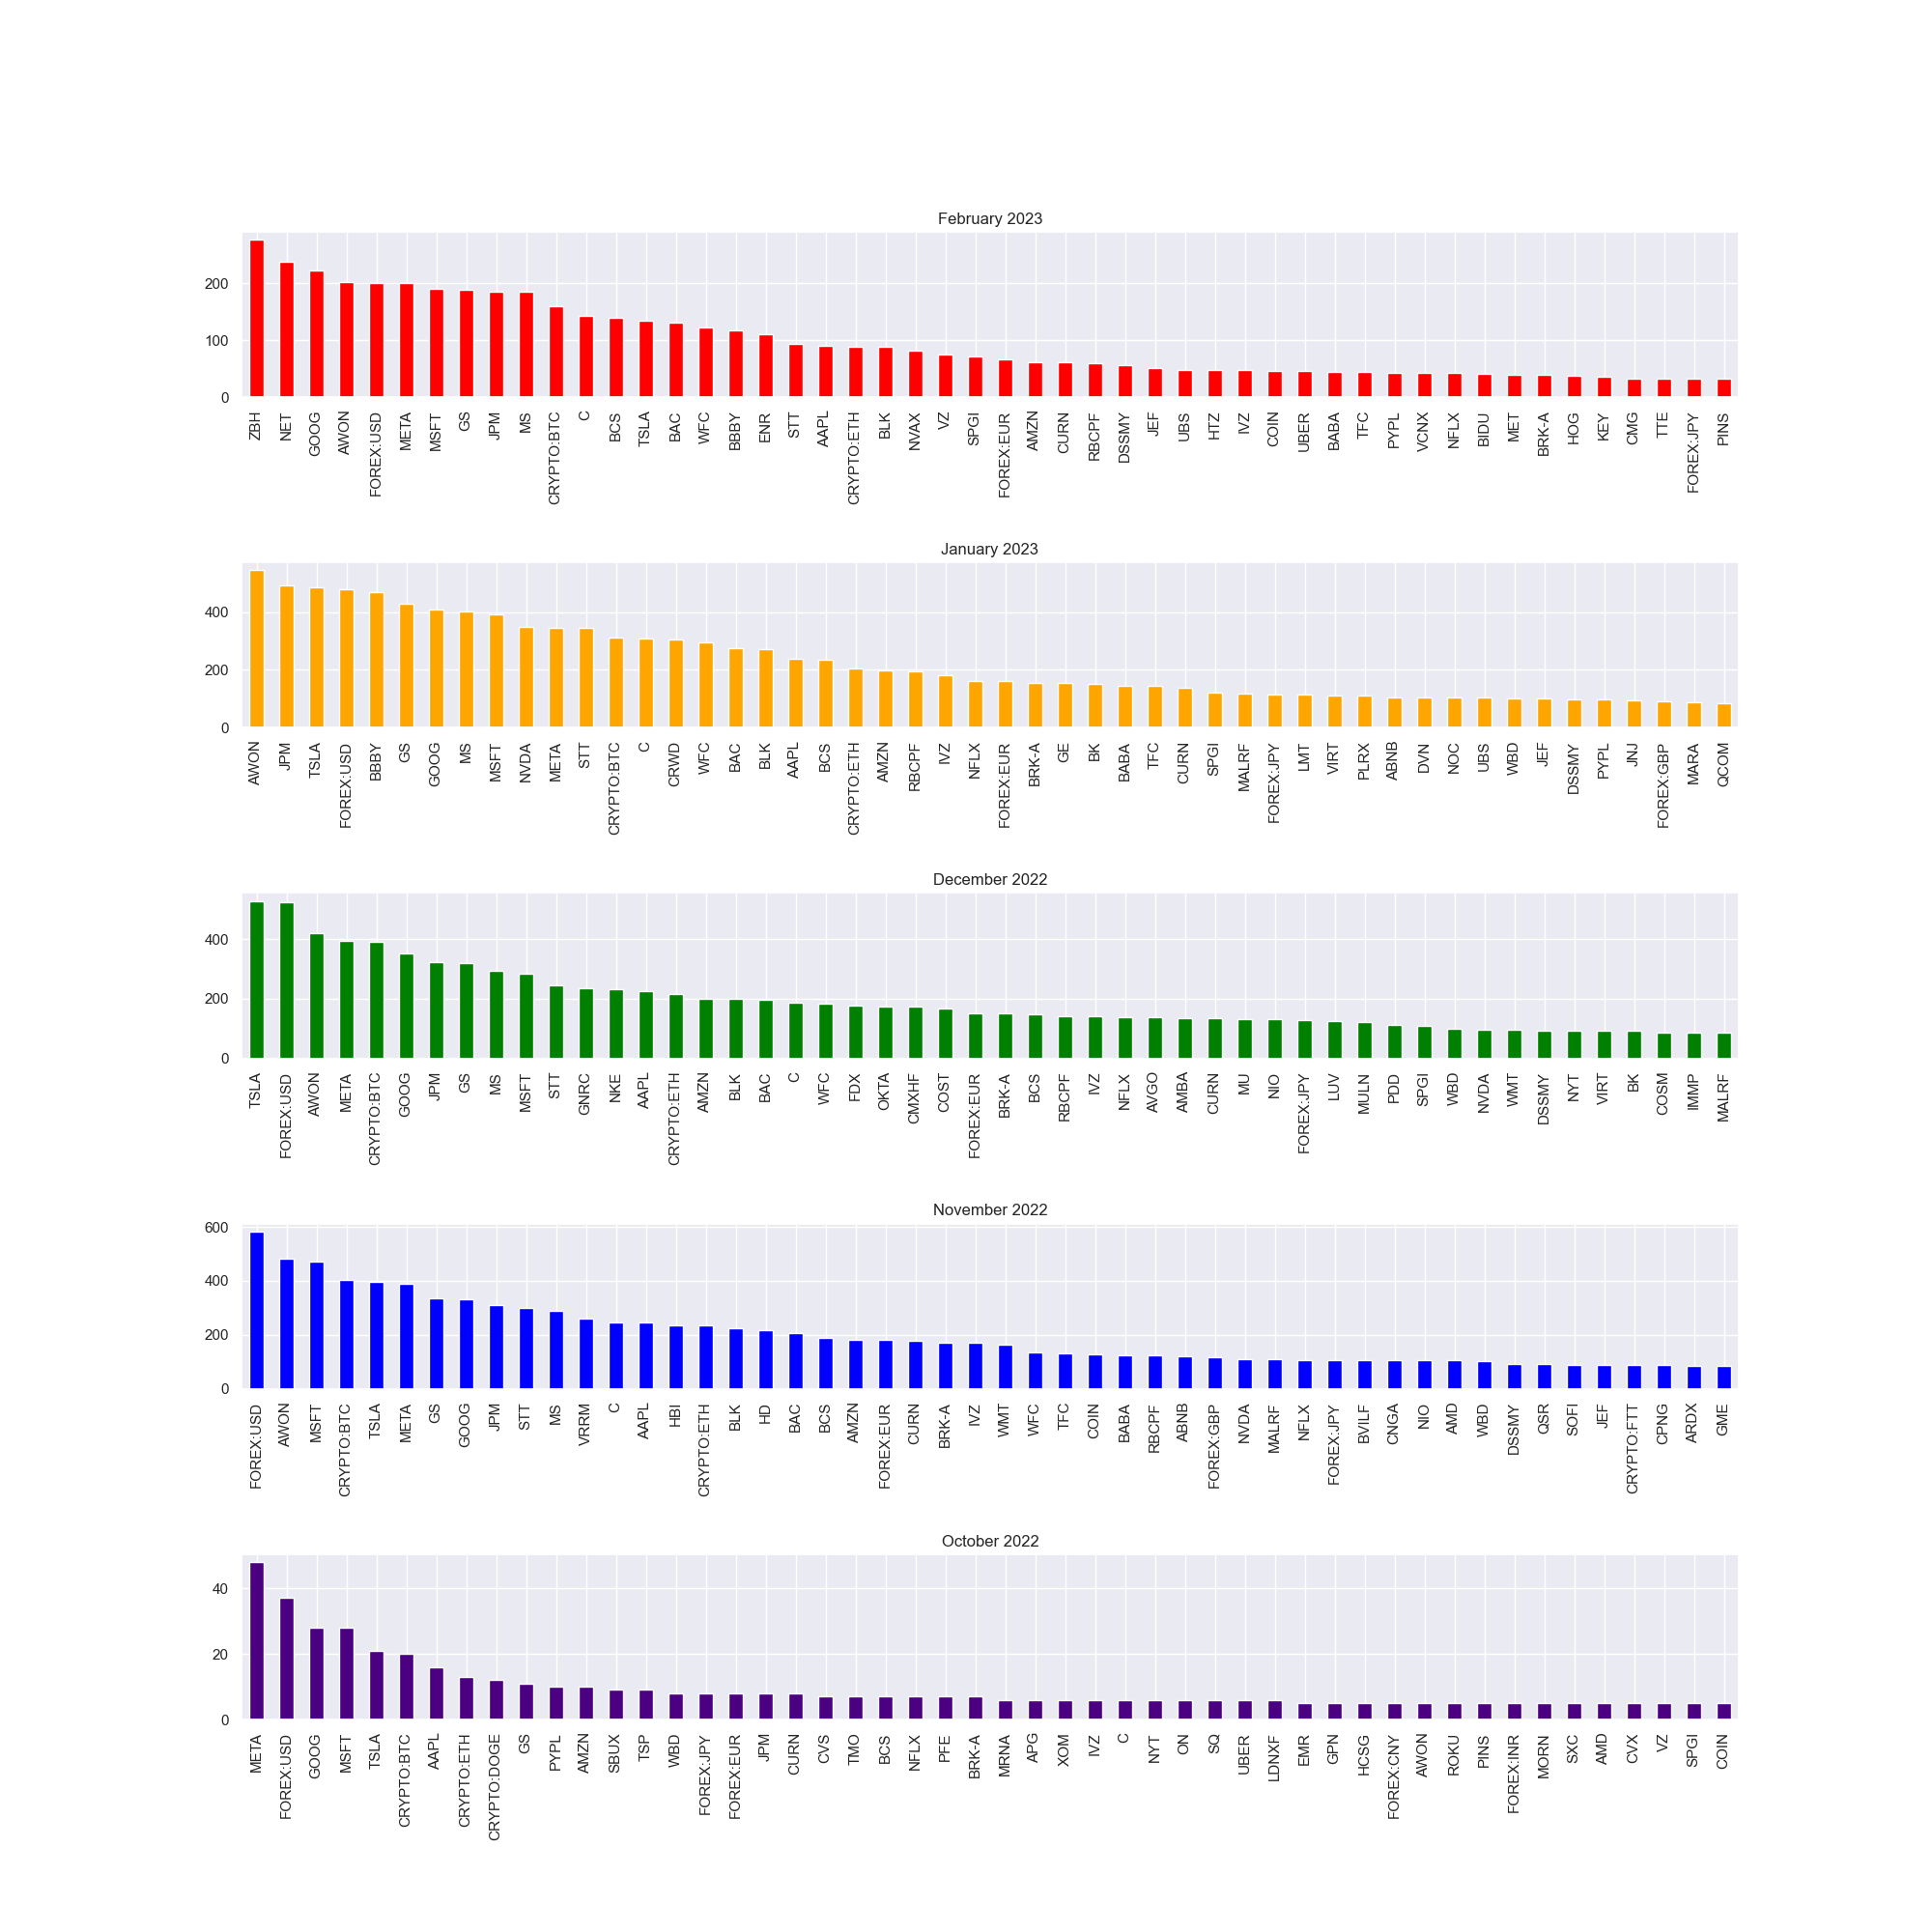 February 2023
200
100
0
ZBH NET GOOG AWON FOREX:USD META MSFT GS JPM MS CRYPTO:BTC C BCS TSLA BAC WFC BBBY ENR STT AAPL CRYPTO:ETH BLK NVAX VZ SPGI FOREX:EUR AMZN CURN RBCPF DSSMY JEF UBS HTZ IVZ COIN UBER BABA TFC PYPL VCNX NFLX BIDU MET BRK-A HOG KEY CMG TTE FOREX:JPY PINS
January 2023
400
200
0
AWON JPM TSLA FOREX:USD BBBY GS GOOG MS MSFT NVDA META STT CRYPTO:BTC C CRWD WFC BAC BLK AAPL BCS CRYPTO:ETH AMZN RBCPF IVZ NFLX FOREX:EUR BRK-A GE BK BABA TFC CURN SPGI MALRF FOREX:JPY LMT VIRT PLRX ABNB DVN NOC UBS WBD JEF DSSMY PYPL JNJ FOREX:GBP MARA QCOM
December 2022
400
200
0
TSLA FOREX:USD AWON META CRYPTO:BTC GOOG JPM GS MS MSFT STT GNRC NKE AAPL CRYPTO:ETH AMZN BLK BAC C WFC FDX OKTA CMXHF COST FOREX:EUR BRK-A BCS RBCPF IVZ NFLX AVGO AMBA CURN MU NIO FOREX:JPY LUV MULN PDD SPGI WBD NVDA WMT DSSMY NYT VIRT BK COSM IMMP MALRF
November 2022
600
400
200
0
FOREX:USD AWON MSFT CRYPTO:BTC TSLA META GS GOOG JPM STT MS VRRM C AAPL HBI CRYPTO:ETH BLK HD BAC BCS AMZN FOREX:EUR CURN BRK-A IVZ WMT WFC TFC COIN BABA RBCPF ABNB FOREX:GBP NVDA MALRF NFLX FOREX:JPY BVILF CNGA NIO AMD WBD DSSMY QSR SOFI JEF CRYPTO:FTT CPNG ARDX GME
October 2022
40
20
0
META FOREX:USD GOOG MSFT TSLA CRYPTO:BTC AAPL CRYPTO:ETH CRYPTO:DOGE GS PYPL AMZN SBUX TSP WBD FOREX:JPY FOREX:EUR JPM CURN CVS TMO BCS NFLX PFE BRK-A MRNA APG XOM IVZ C NYT ON SQ UBER LDNXF EMR GPN HCSG FOREX:CNY AWON ROKU PINS FOREX:INR MORN SXC AMD CVX VZ SPGI COIN